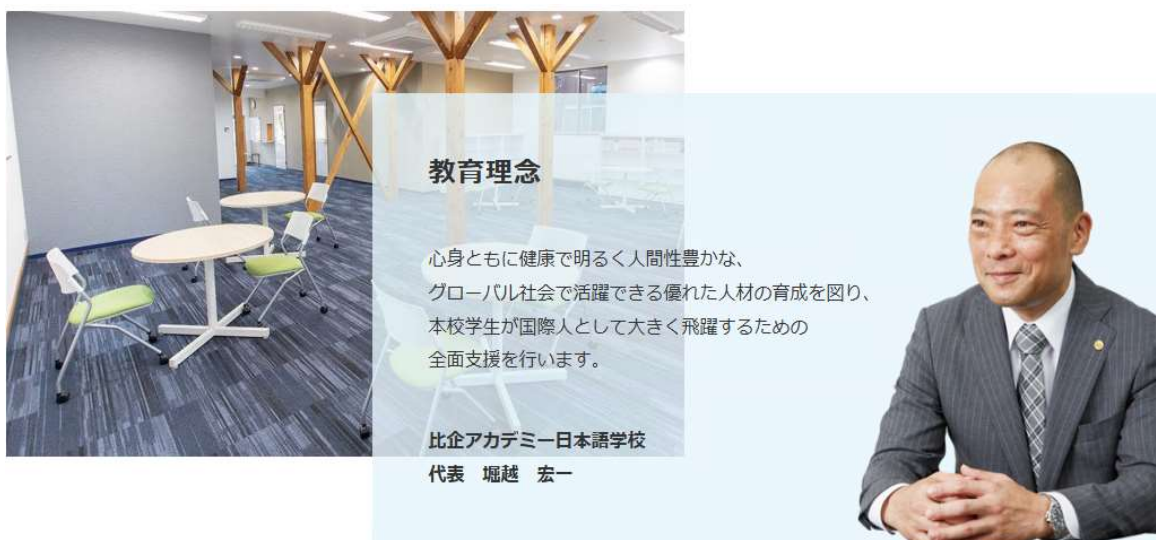 教育理念
心身ともに健康で明るく人間性豊かな、
グローバル社会で活躍できる優れた人材の育成を図り、
本校学生が国際人として大きく飛躍するための
全面支援を行います。
比企アカデミー日本語学校
代表　堀越　宏一